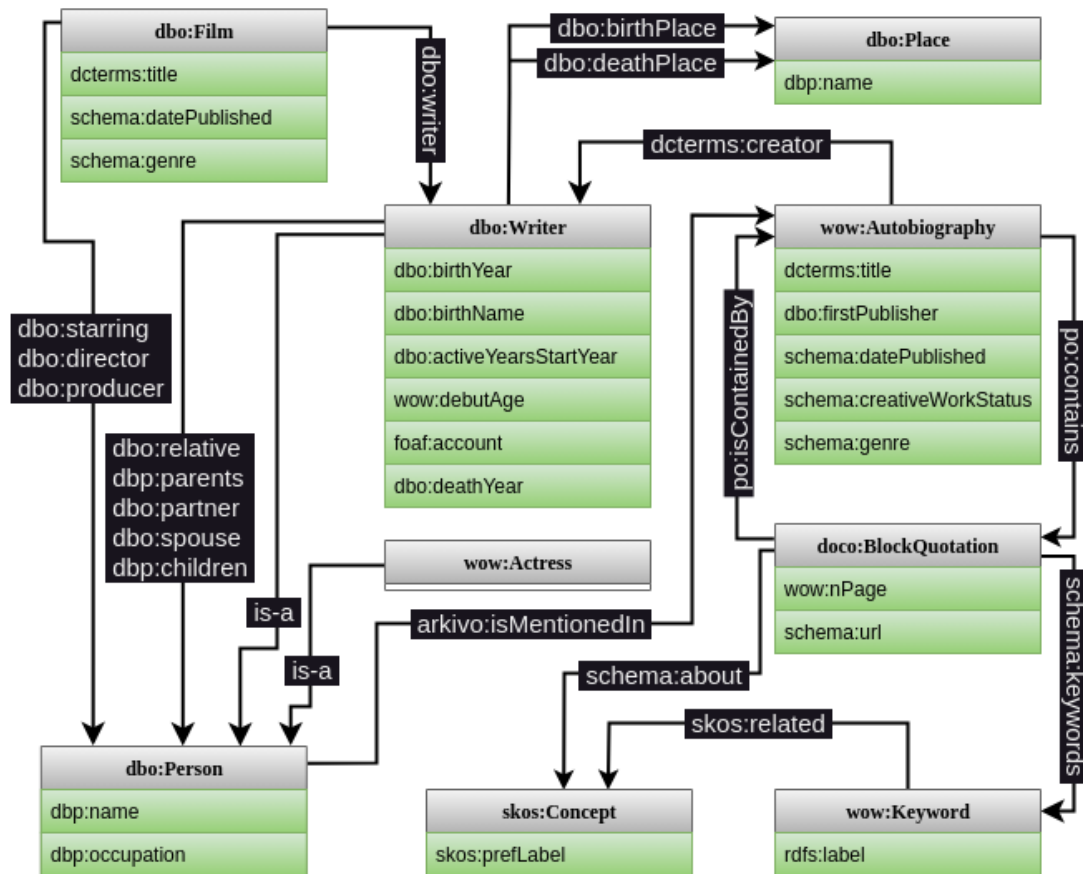 dbo:Film
dcterms:title
schema:datePublished
schema:genre
dbo:writer
dbo:birthPlace
dbo:deathPlace
dbo:Place
dbp:name
dcterms:creator
dbo:Writer
dbo:birthYear
dbo:birthName
dbo:activeYearsStartYear
wow:debutAge
foaf:account
dbo:deathYear
wow:Autobiography
dcterms:title
dbo:firstPublisher
schema:datePublished
schema:creativeWorkStatus
schema:genre
po:isContainedBy
po:contains
dbo:starring
dbo:director
dbo:producer
dbo:relative
dbp:parents
dbo:partner
dbo:spouse
dbp:children
wow:Actress
is-a
is-a
arkivo:isMentionedIn
doco:BlockQuotation
wow:nPage
schema:url
schema:about
schema:keywords
skos:related
dbo:Person
dbp:name
dbp:occupation
skos:Concept
skos:prefLabel
wow:Keyword
rdfs:label